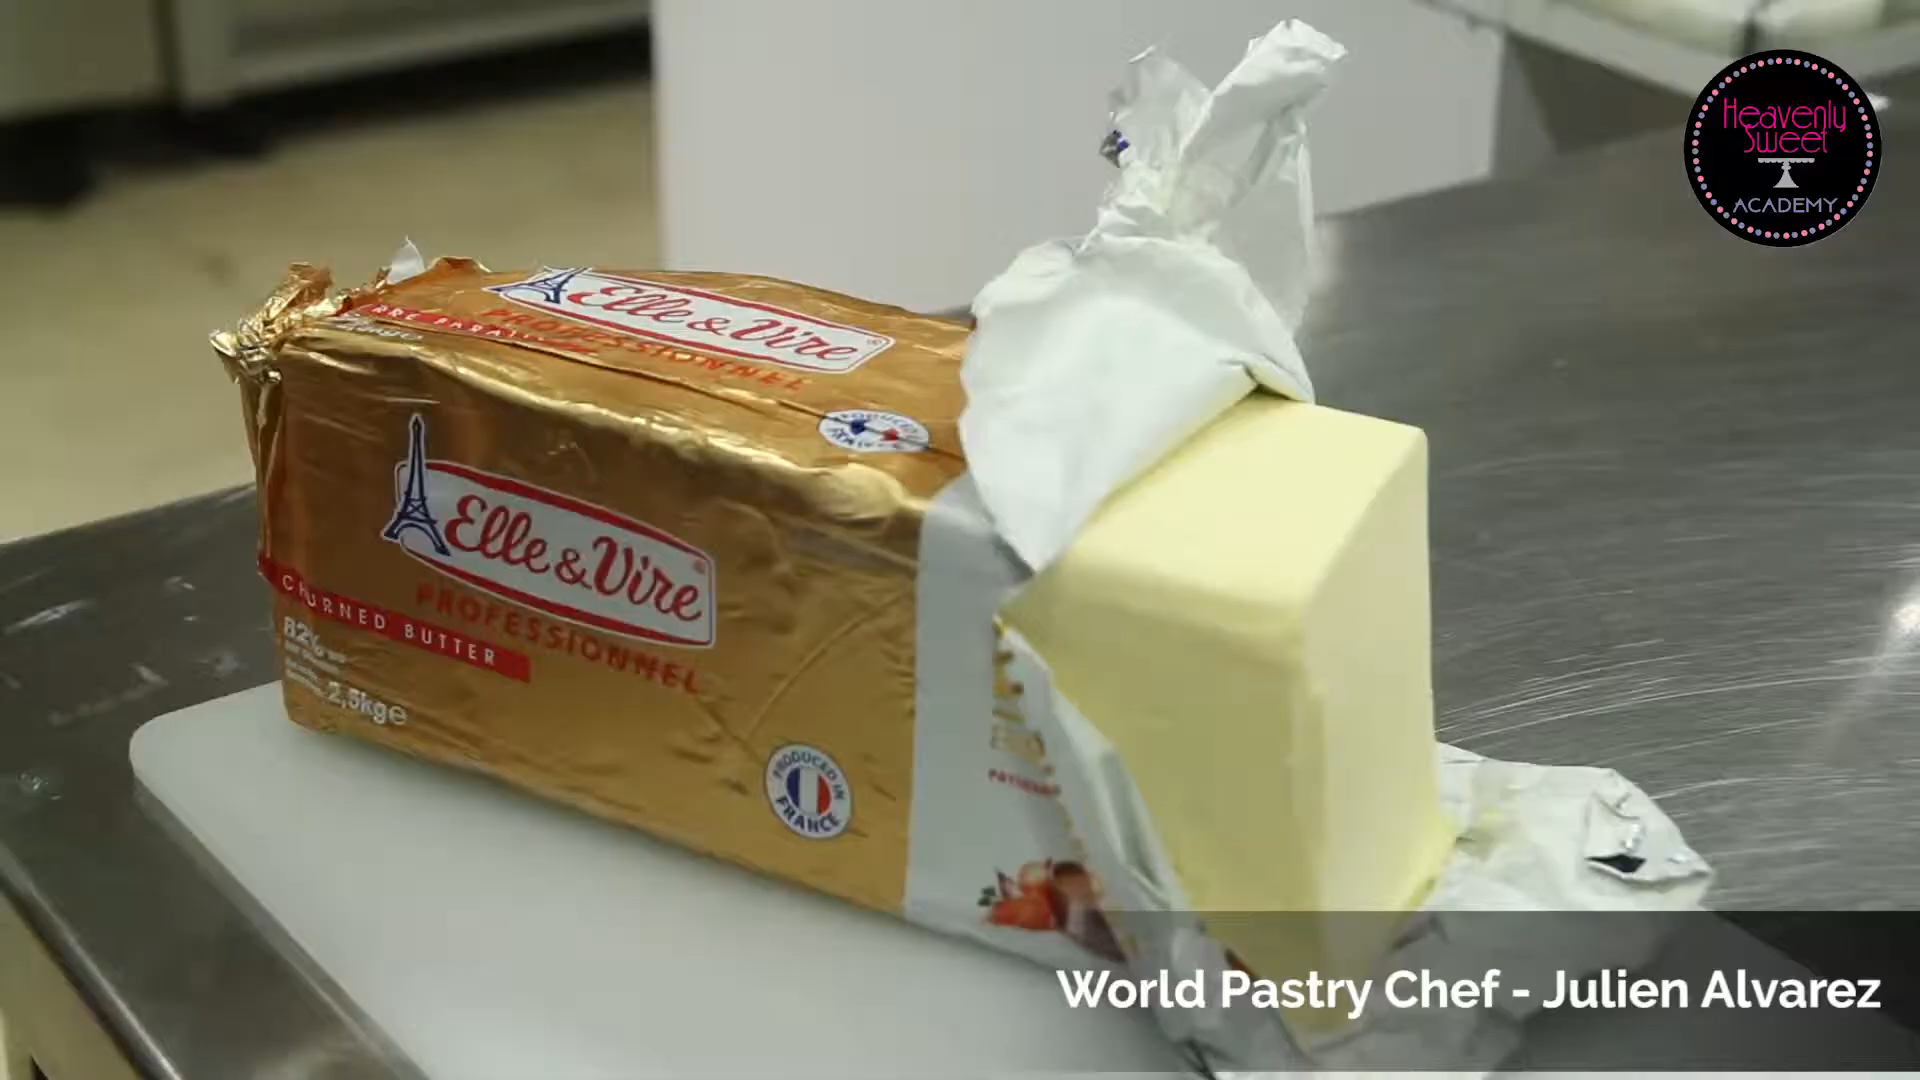 Heavenly
Sweet
ACADEMY
Elle & Vire
PROFESSIONNEL
PRODUCED
Elle & Vire
PROFESSIONNEL
CHURNED BUTTER
82%
2,5kg e
PRODUCED IN
FRANCE
World Pastry Chef - Julien Alvarez